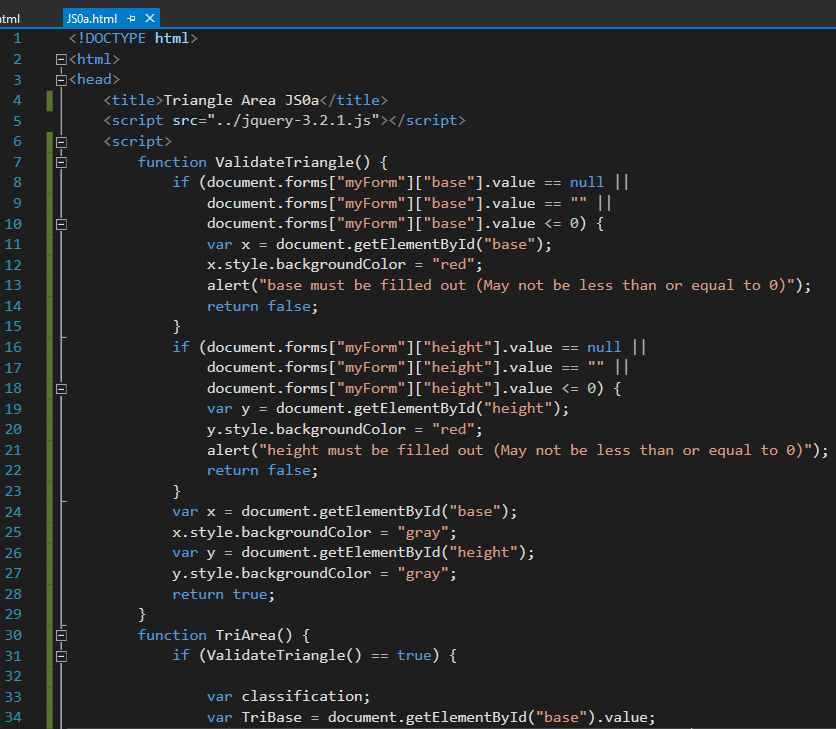 html JS0a.html
1 <!DOCTYPE html>
2 <html>
3 <head>
4 <title>Triangle Area JS0a</title>
5 <script src="../jquery-3.2.1.js"></script>
6 <script>
7 function ValidateTriangle() {
8 if (document.forms["myForm"]["base"].value == null ||
9 document.forms["myForm"]["base"].value == "" ||
10 document.forms["myForm"]["base"].value <= 0) {
11 var x = document.getElementById("base");
12 x.style.backgroundColor = "red";
13 alert("base must be filled out (May not be less than or equal to 0)");
14 return false;
15 }
16 if (document.forms["myForm"]["height"].value == null ||
17 document.forms["myForm"]["height"].value == "" ||
18 document.forms["myForm"]["height"].value <= 0) {
19 var y = document.getElementById("height");
20 y.style.backgroundColor = "red";
21 alert("height must be filled out (May not be less than or equal to 0)");
22 return false;
23 }
24 var x = document.getElementById("base");
25 x.style.backgroundColor = "gray";
26 var y = document.getElementById("height");
27 y.style.backgroundColor = "gray";
28 return true;
29 }
30 function TriArea() {
31 if (ValidateTriangle() == true) {
32
33 var classification;
34 var TriBase = document.getElementById("base").value;